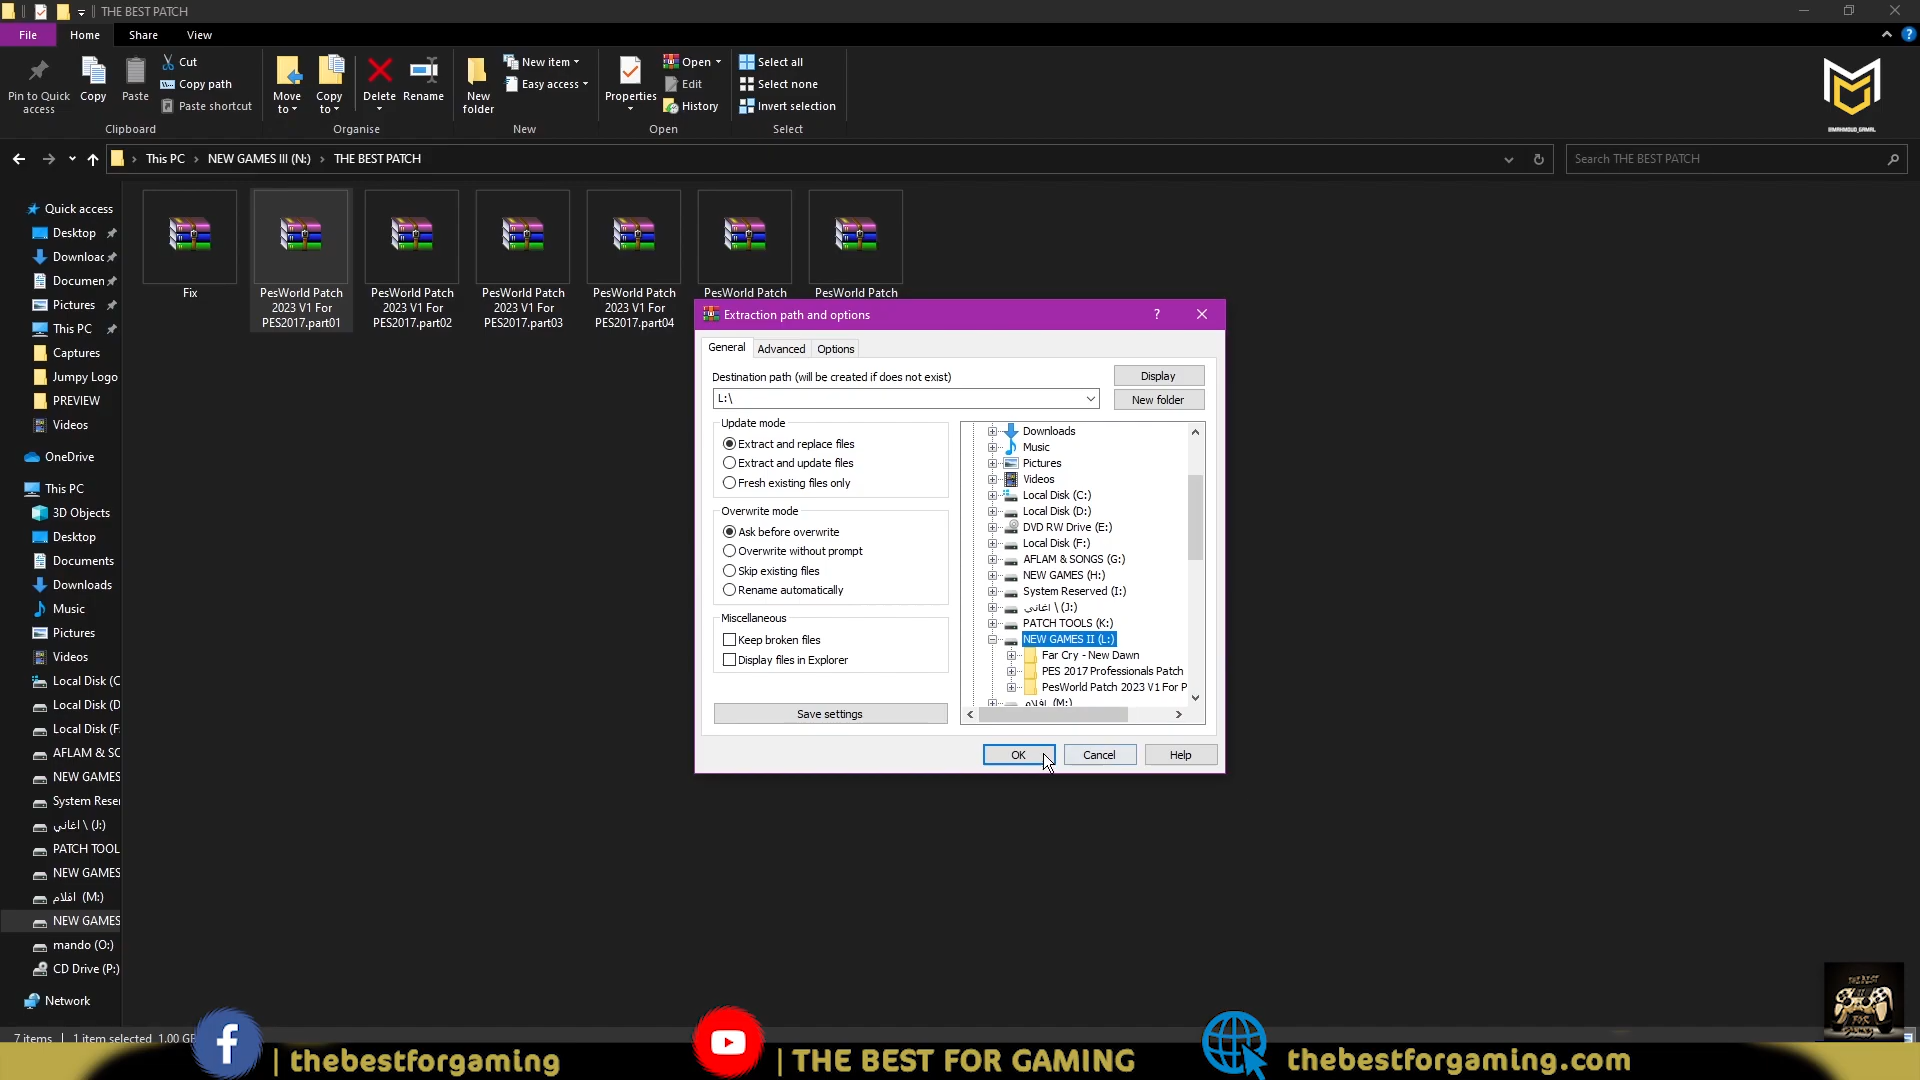 THE BEST PATCH
File
Home
Share
View
Pin to Quick
access
Copy
Paste
Cut
Copy path
Paste shortcut
Clipboard
Move
to
Copy
to
Delete
Rename
Organise
New
folder
New item
Easy access
New
Properties
Open
Edit
History
Open
Select all
Select none
Invert selection
Select
This PC
NEW GAMES III (N:)
THE BEST PATCH
Search THE BEST PATCH
Quick access
Desktop
Downloac
Documen
Pictures
This PC
Captures
Jumpy Logo
PREVIEW
Videos
OneDrive
This PC
3D Objects
Desktop
Documents
Downloads
Music
Pictures
Videos
Local Disk (C
Local Disk (D
Local Disk (F:
AFLAM & SC
NEW GAMES
System Reser
اغاني \ (J:)
PATCH TOOL
NEW GAMES
افلام (M:)
NEW GAMES
mando (O:)
CD Drive (P:)
Network
Fix
PesWorld Patch
2023 V1 For
PES2017.part01
PesWorld Patch
2023 V1 For
PES2017.part02
PesWorld Patch
2023 V1 For
PES2017.part03
PesWorld Patch
2023 V1 For
PES2017.part04
PesWorld Patch
PesWorld Patch
Extraction path and options
?
General
Advanced
Options
Destination path (will be created if does not exist)
L:\
Display
New folder
Update mode
Extract and replace files
Extract and update files
Fresh existing files only
Overwrite mode
Ask before overwrite
Overwrite without prompt
Skip existing files
Rename automatically
Miscellaneous
Keep broken files
Display files in Explorer
Save settings
Downloads
Music
Pictures
Videos
Local Disk (C:)
Local Disk (D:)
DVD RW Drive (E:)
Local Disk (F:)
AFLAM & SONGS (G:)
NEW GAMES (H:)
System Reserved (I:)
اغاني \ (J:)
PATCH TOOLS (K:)
NEW GAMES II (L:)
Far Cry - New Dawn
PES 2017 Professionals Patch
PesWorld Patch 2023 V1 For P
افلام (M:)
OK
Cancel
Help
7 items
1 item selected
1.00 GB
| thebestforgaming
| THE BEST FOR GAMING
thebestforgaming.com